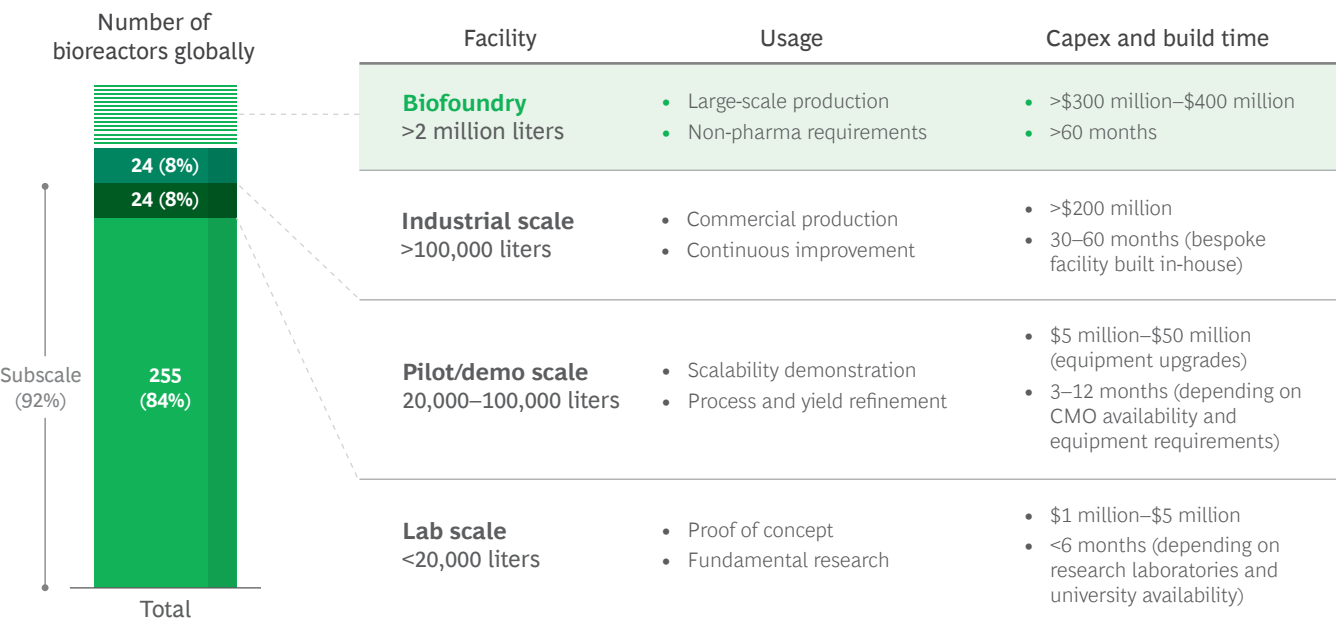 Number of
bioreactors globally
Facility
Usage
Capex and build time
Biofoundry
>2 million liters
• Large-scale production
• Non-pharma requirements
• >$300 million–$400 million
• >60 months
24 (8%)
24 (8%)
Industrial scale
>100,000 liters
• Commercial production
• Continuous improvement
• >$200 million
• 30–60 months (bespoke
facility built in-house)
Subscale
(92%)
255
(84%)
Pilot/demo scale
20,000–100,000 liters
• Scalability demonstration
• Process and yield refinement
• $5 million–$50 million
(equipment upgrades)
• 3–12 months (depending on
CMO availability and
equipment requirements)
Lab scale
<20,000 liters
• Proof of concept
• Fundamental research
• $1 million–$5 million
• <6 months (depending on
research laboratories and
university availability)
Total